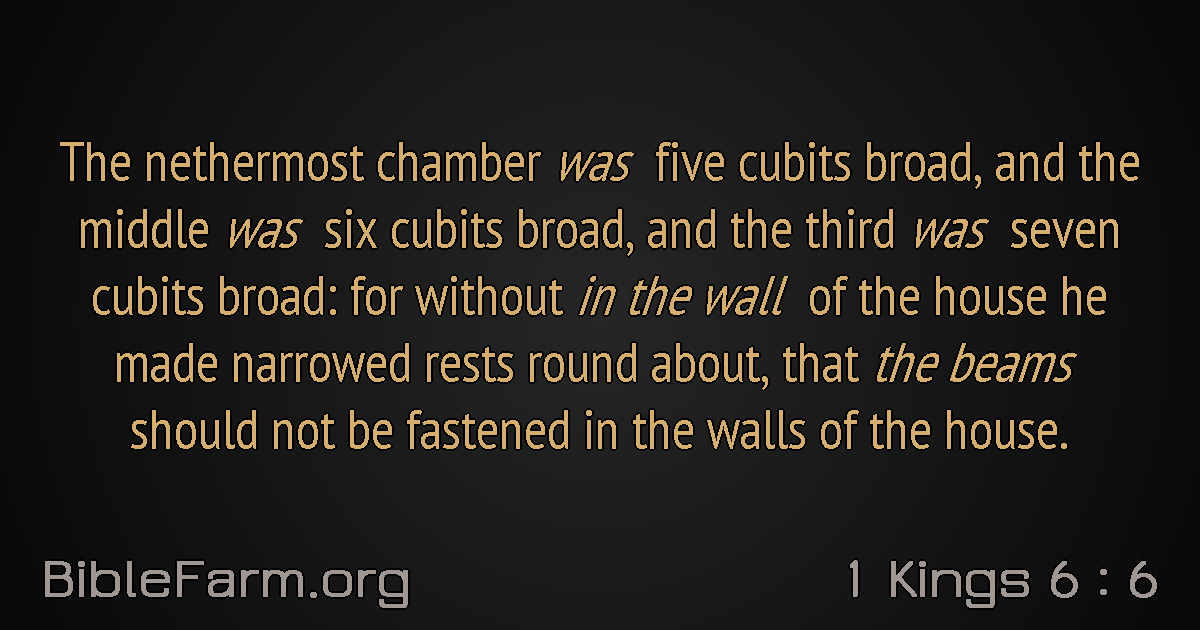 The nethermost chamber was five cubits broad, and the
middle was six cubits broad, and the third was seven
cubits broad: for without in the wall of the house he
made narrowed rests round about, that the beams
should not be fastened in the walls of the house.
BibleFarm.org
1 Kings 6 : 6